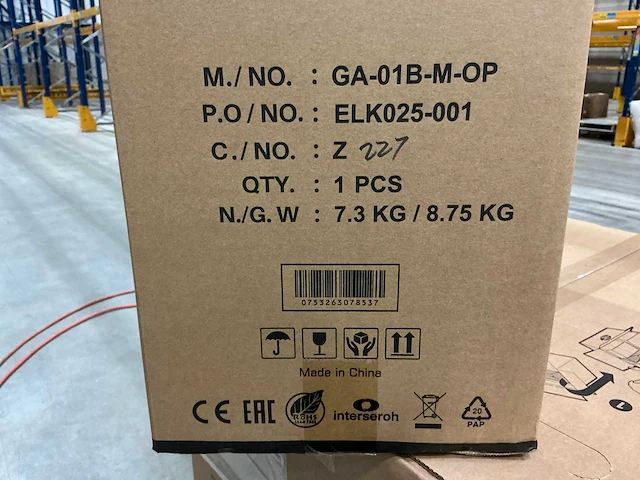 M./NO. : GA-01B-M-OP
P.O/NO. : ELK025-001
C./NO. : Z 227
QTY. : 1 PCS
N./G.W : 7.3 KG / 8.75 KG
0753263078537
Made in China
CE EAC RoHS interseroh 20
PAP
L